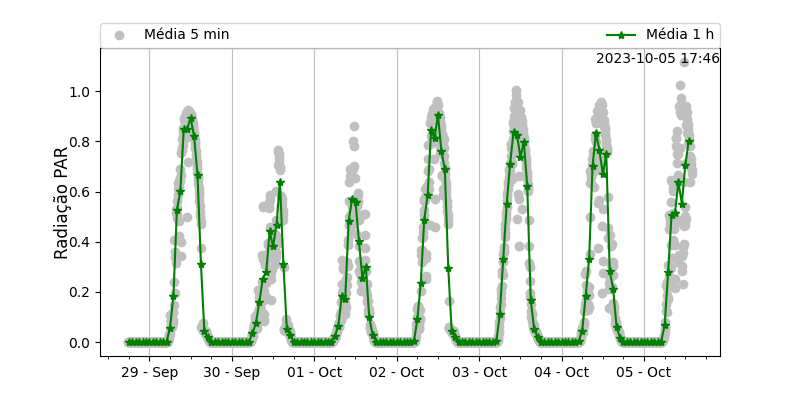 Média 5 min
Média 1 h
2023-10-05 17:46
Radiação PAR
1.0
0.8
0.6
0.4
0.2
0.0
29 - Sep
30 - Sep
01 - Oct
02 - Oct
03 - Oct
04 - Oct
05 - Oct